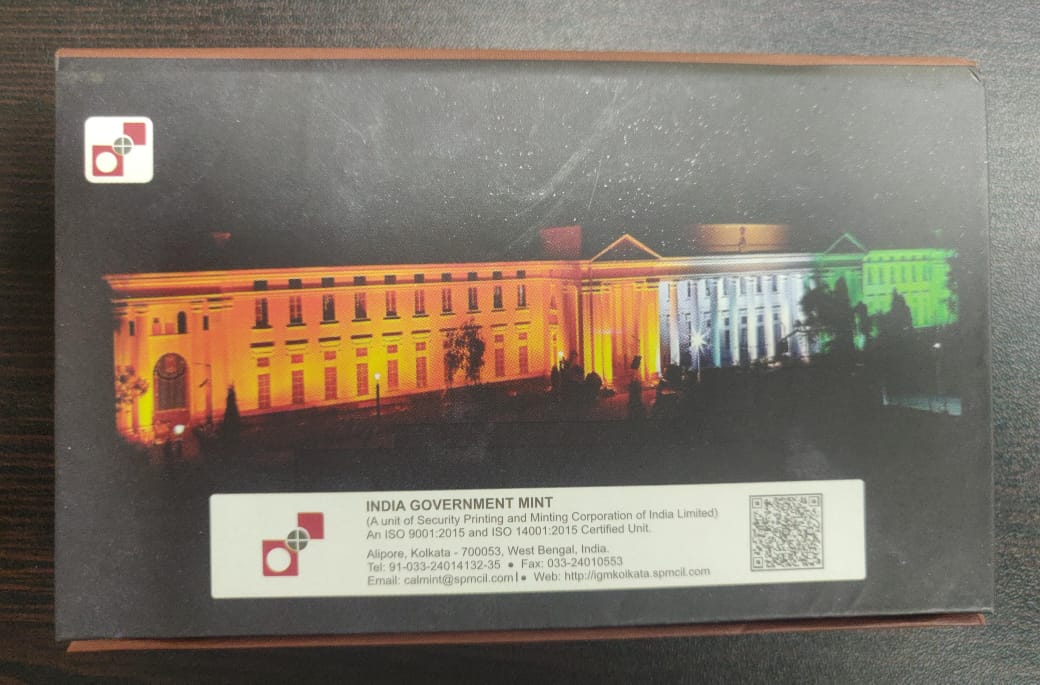 INDIA GOVERNMENT MINT
(A unit of Security Printing and Minting Corporation of India Limited)
An ISO 9001:2015 and ISO 14001:2015 Certified Unit.
Alipore, Kolkata - 700053, West Bengal, India.
Tel: 91-033-24014132-35 ● Fax: 033-24010553
Email: calmint@spmcil.com l ● Web: http://igmkolkata.spmcil.com